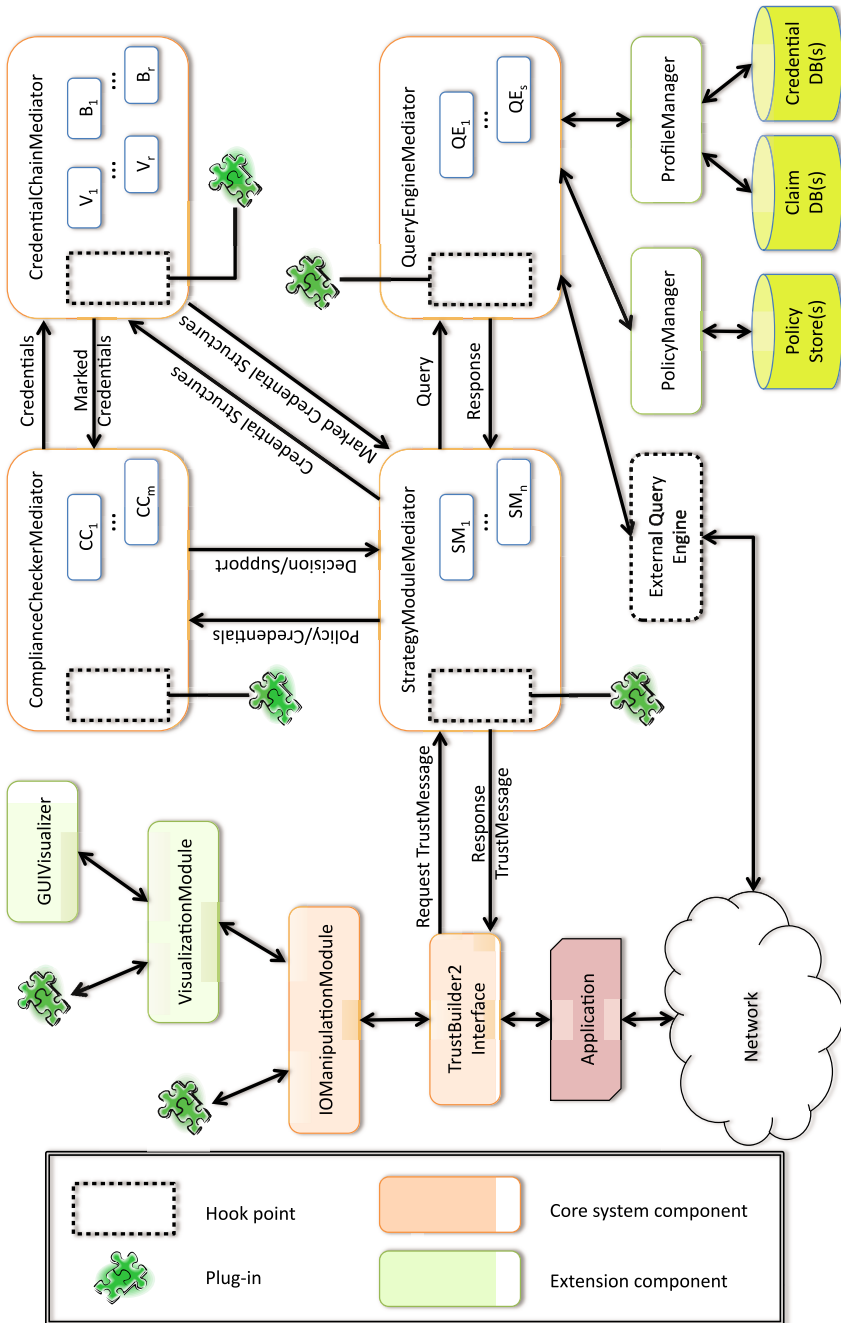 GUIVisualizer
VisualizationModule
IOManipulationModule
TrustBuilder2
Interface
Application
Network
Request TrustMessage
Response
TrustMessage
ComplianceCheckerMediator
CC1
...
CCm
Policy/Credentials
Decision/Support
StrategyModuleMediator
SM1
...
SMn
Credentials
Marked
Credentials
Credential Structures
Marked Credential Structures
Query
Response
CredentialChainMediator
V1
...
Vr
B1
...
Br
QueryEngineMediator
QE1
...
QEs
External Query
Engine
PolicyManager
ProfileManager
Policy
Store(s)
Claim
DB(s)
Credential
DB(s)
Hook point
Plug-in
Core system component
Extension component